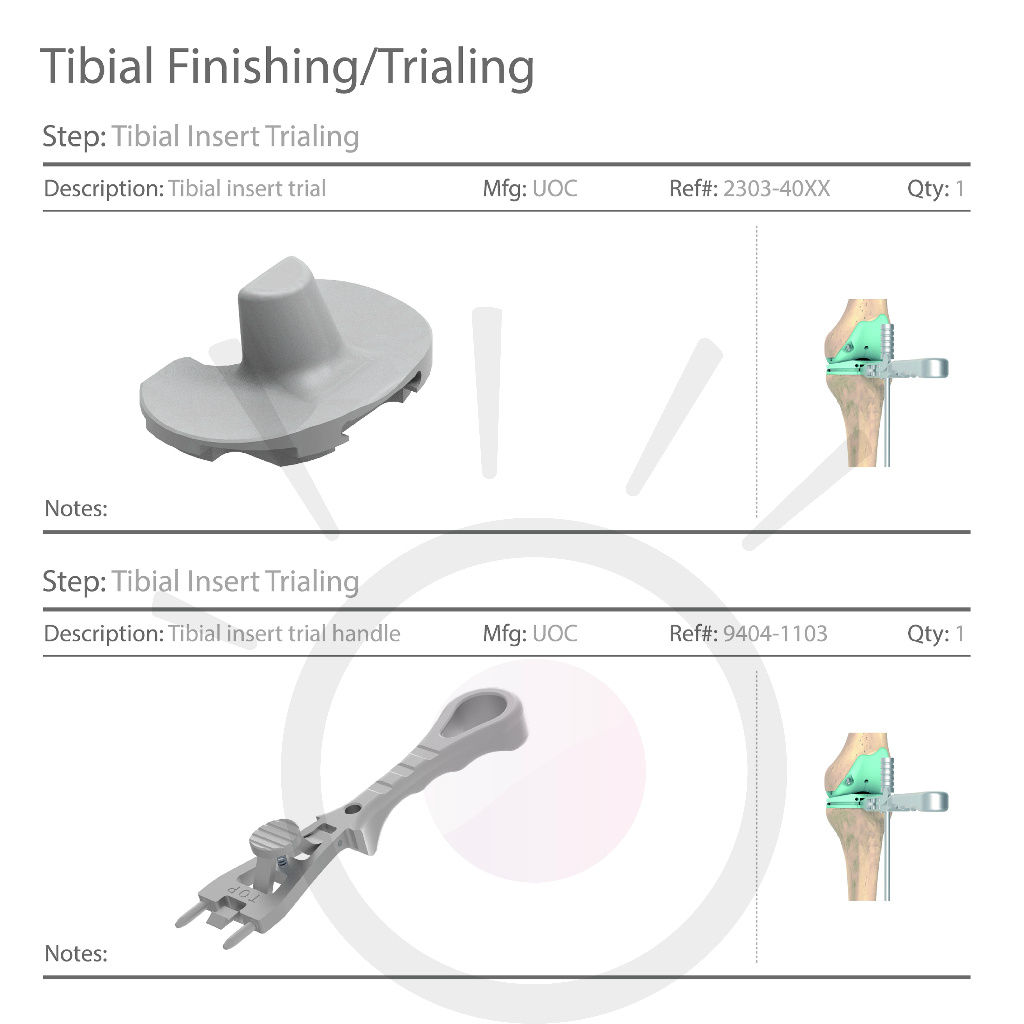 Tibial Finishing/Trialing
Step: Tibial Insert Trialing
Description: Tibial insert trial Mfg: UOC Ref#: 2303-40XX Qty: 1
Notes:
Step: Tibial Insert Trialing
Description: Tibial insert trial handle Mfg: UOC Ref#: 9404-1103 Qty: 1
TOP
Notes: